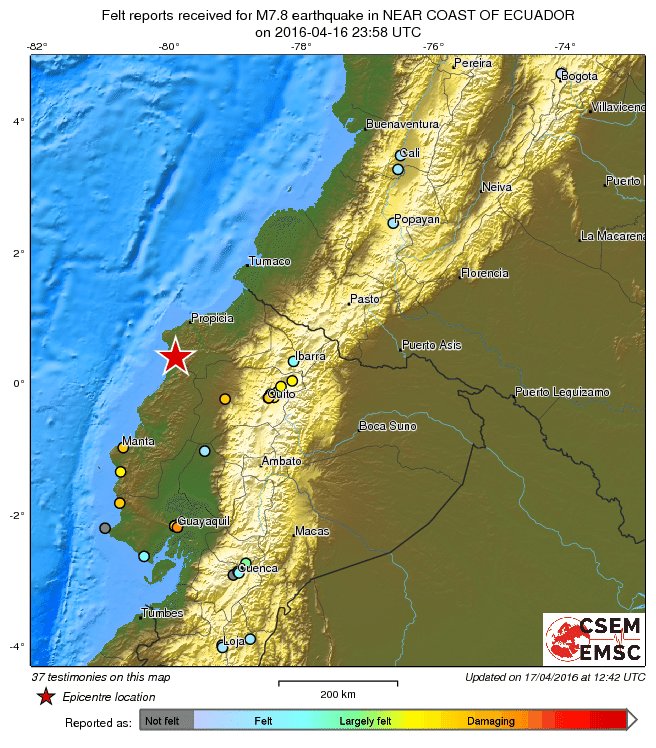 Felt reports received for M7.8 earthquake in NEAR COAST OF ECUADOR
on 2016-04-16 23:58 UTC
-82° -80° -78° -76° -74°
Pereira
Bogota
Villavicenc
4°
Buenaventura
Cali
Neiva
Puerto
Popayan
La Macarena
2°
Tumaco
Florencia
Pasto
Propicia
Puerto Asis
Ibarra
0°
Quito
Puerto Leguizamo
Boca Suno
Manta
Ambato
-2°
Guayaquil
Macas
Cuenca
Tumbes
CSEM
EMSC
Loja
-4°
37 testimonies on this map
Updated on 17/04/2016 at 12:42 UTC
Epicentre location
200 km
Reported as: Not felt Felt Largely felt Damaging